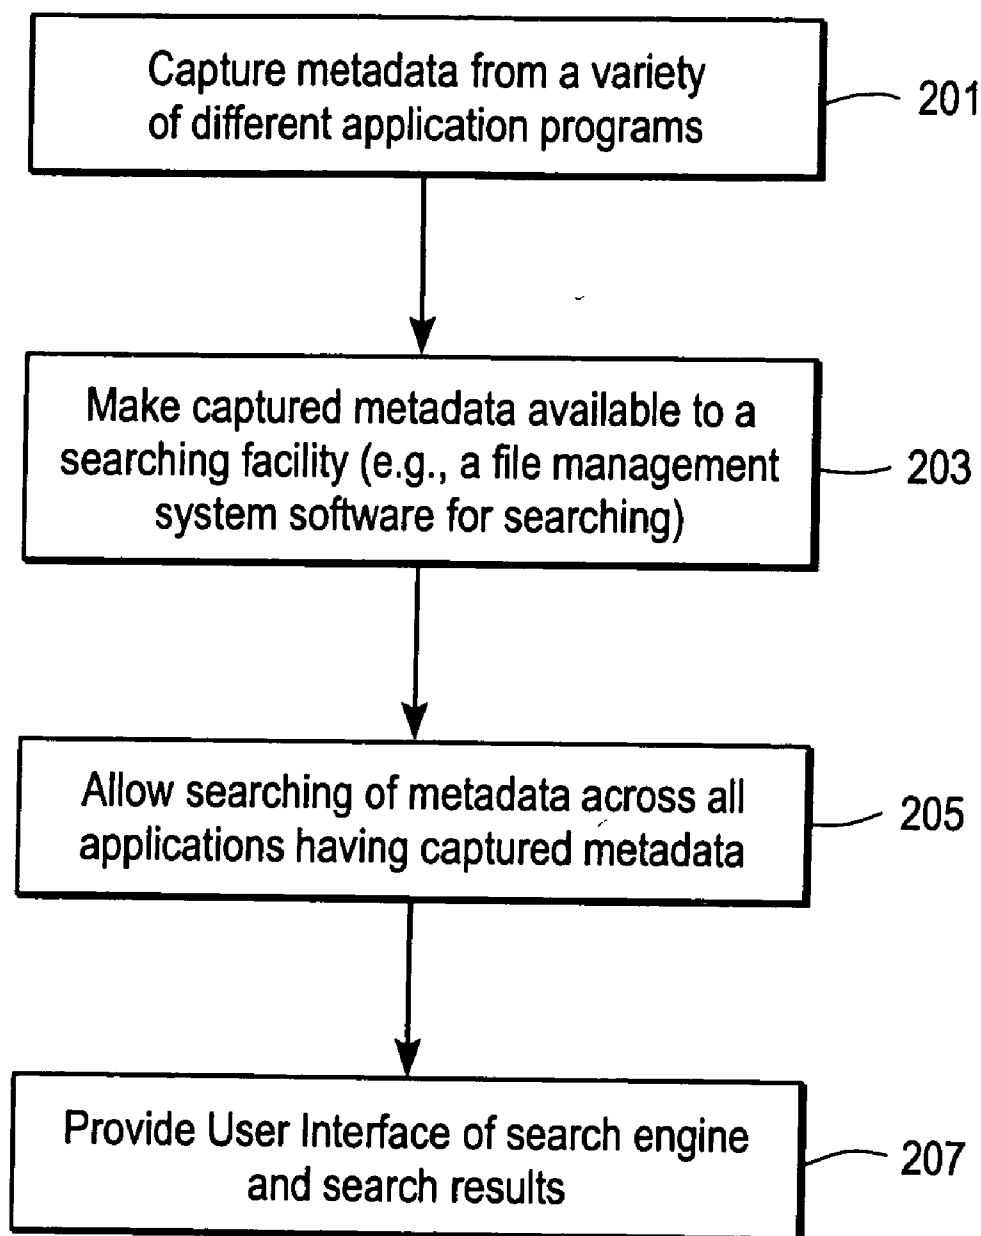 Capture metadata from a variety
of different application programs
201
Make captured metadata available to a
searching facility (e.g., a file management
system software for searching)
203
Allow searching of metadata across all
applications having captured metadata
205
Provide User Interface of search engine
and search results
207